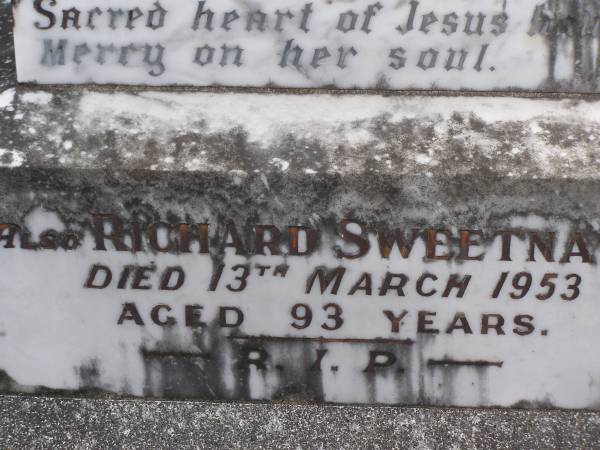 Sacred heart of Jesus
Mercy on her soul.
Also RICHARD SWEETNA
DIED 13TH MARCH 1953
AGED 93 YEARS.
— R. I. P. —